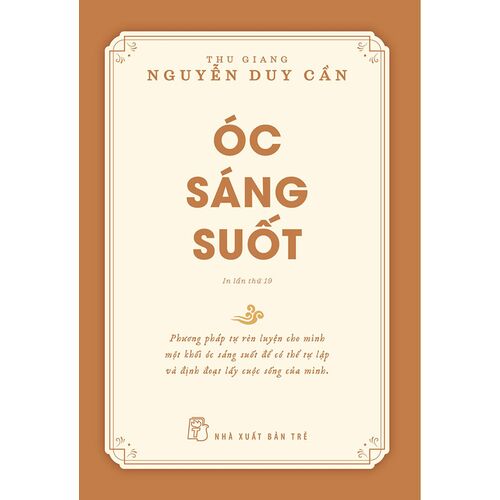 THU GIANG
NGUYỄN DUY CẦN
ÓC
SÁNG
SUỐT
In lần thứ 19
Phương pháp tự rèn luyện cho mình
một khối óc sáng suốt để có thể tự lập
và định đoạt lấy cuộc sống của mình.
NHÀ XUẤT BẢN TRẺ